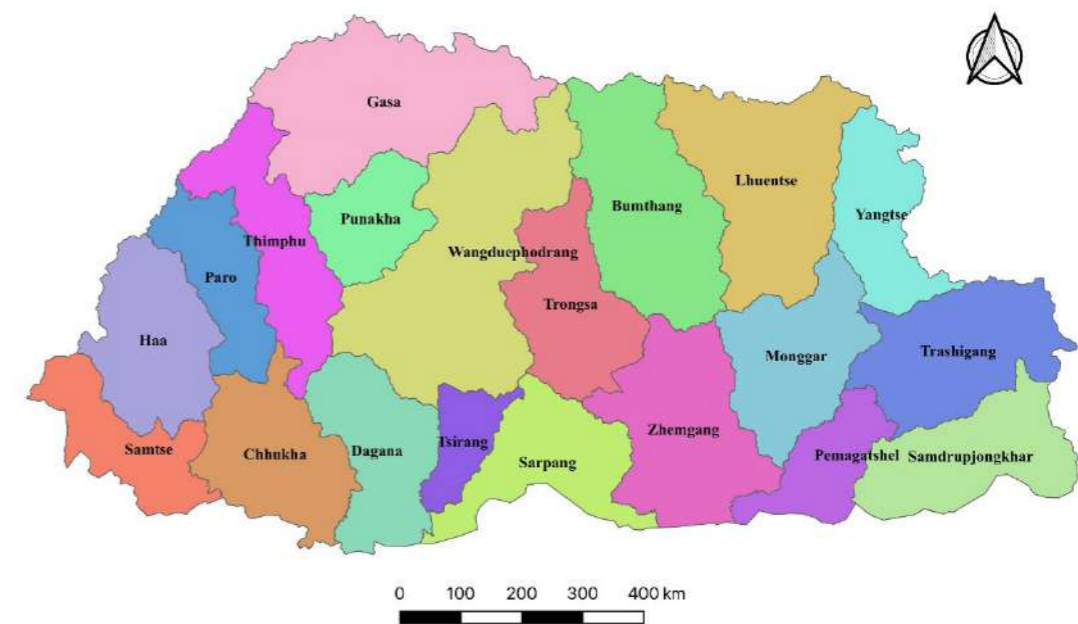 Gasa
Lhuentse
Bumthang
Punakha
Yangtse
Thimphu
Wangduephodrang
Paro
Trongsa
Haa
Monggar
Trashigang
Zhemgang
Tsirang
Samtse
Chhukha
Dagana
Sarpang
Pemagatshel
Samdrupjongkhar
0 100 200 300 400 km